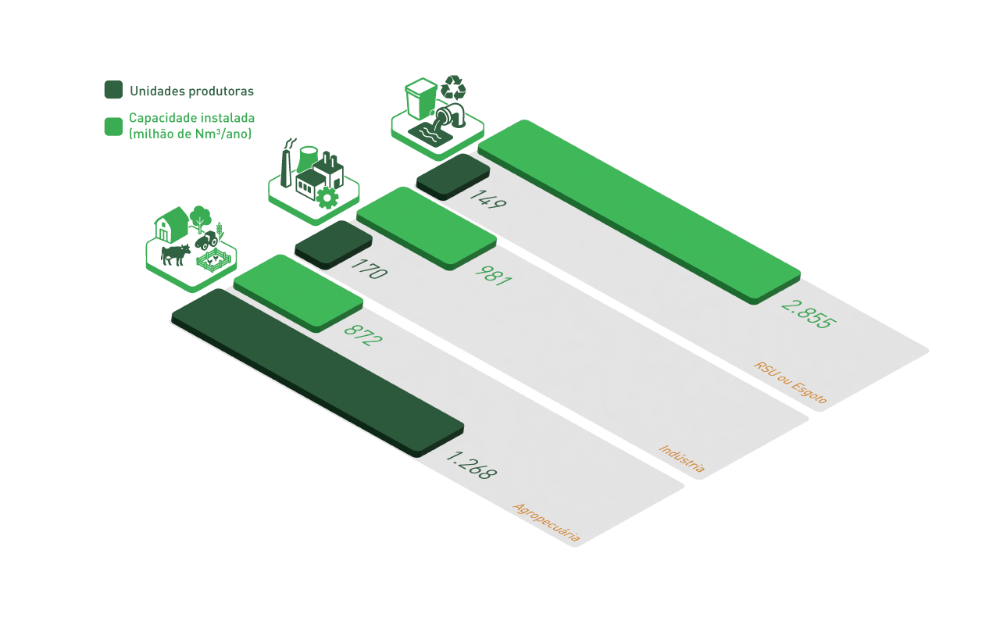 Unidades produtoras
Capacidade instalada
(milhão de Nm³/ano)
149
2.855
RSU ou Esgoto
170
981
Indústria
872
1.268
Agropecuária